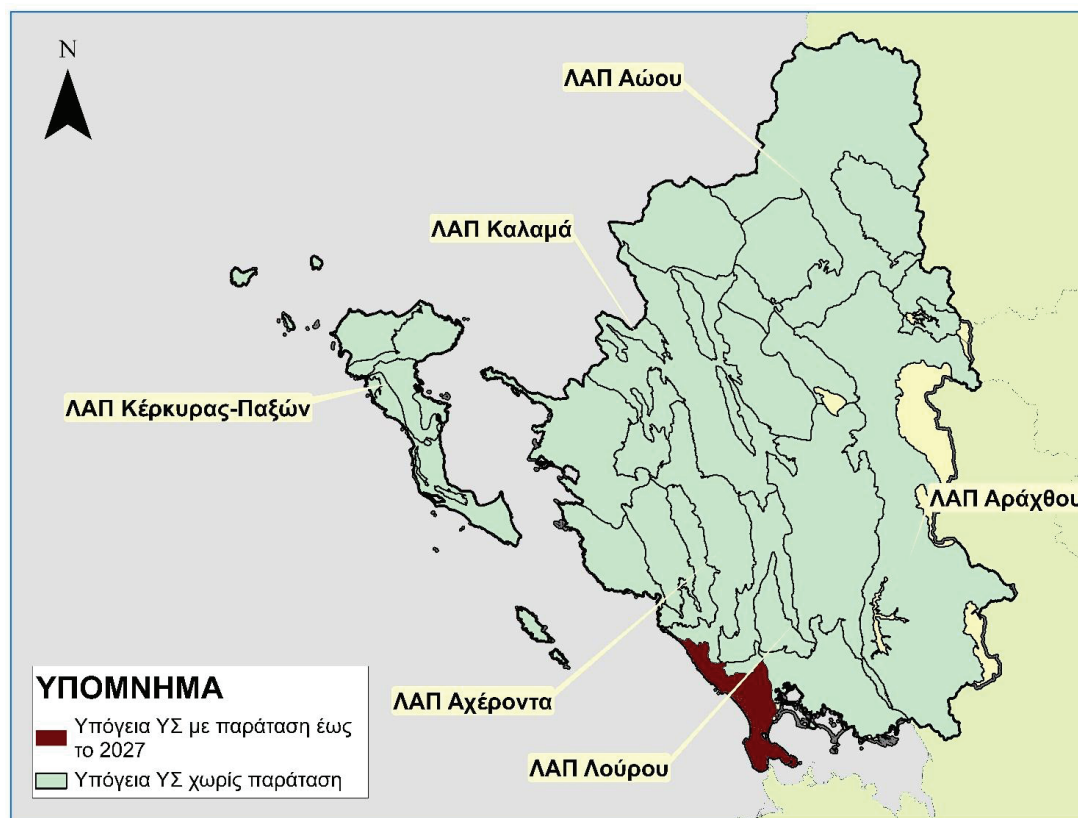 N
ΛΑΠ Αώου
ΛΑΠ Καλαμά
ΛΑΠ Κέρκυρας-Παξών
ΛΑΠ Αράχθου
ΛΑΠ Αχέροντα
ΛΑΠ Λούρου
ΥΠΟΜΝΗΜΑ
Υπόγεια ΥΣ με παράταση έως
το 2027
Υπόγεια ΥΣ χωρίς παράταση